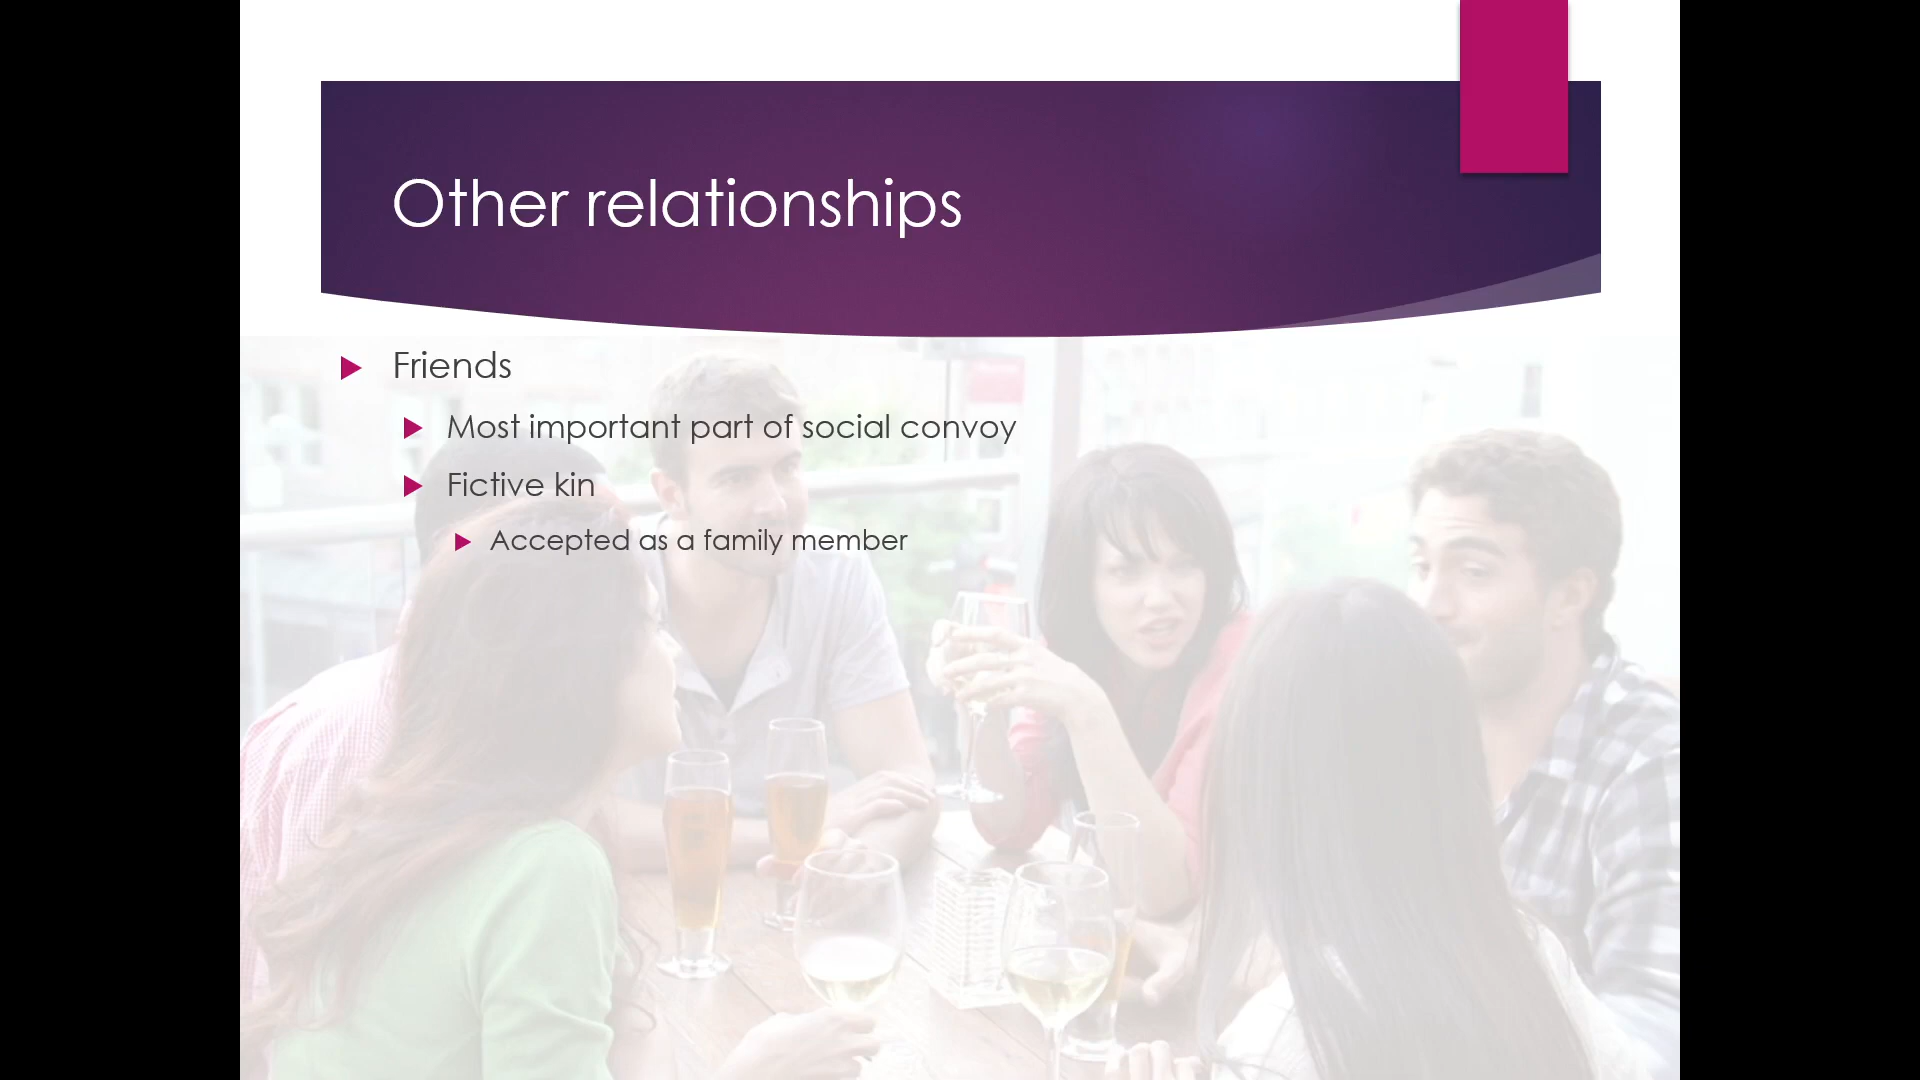 Other relationships
Friends
Most important part of social convoy
Fictive kin
Accepted as a family member